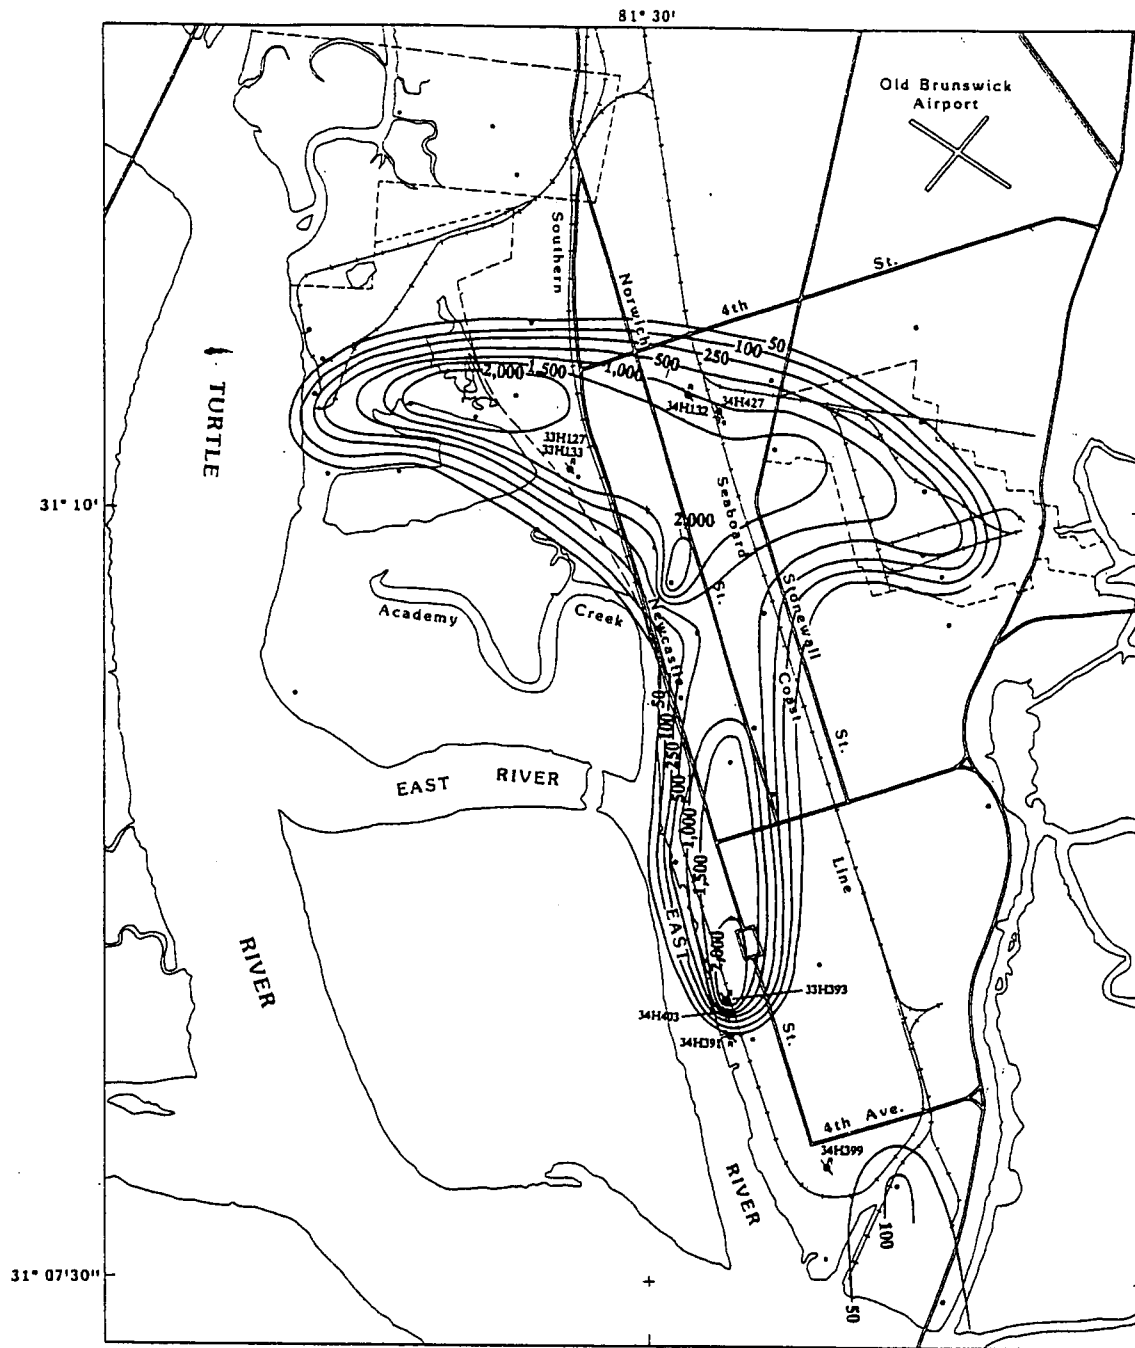 81° 30'
Old Brunswick
Airport
Southern
St.
4th
Norwich
50
100
250
500
1,000
1,500
2,000
TURTLE
34H132
34H427
33H127
33H133
31° 10'
2,000
Seaboard
St.
Stonewall
Academy
Creek
Newcastle
Coast
50
100
250
500
1,000
1,500
2,000
St.
EAST RIVER
Line
EAST
RIVER
33H393
34H403
34H391
St.
4th Ave.
34H399
RIVER
100
50
31° 07'30"